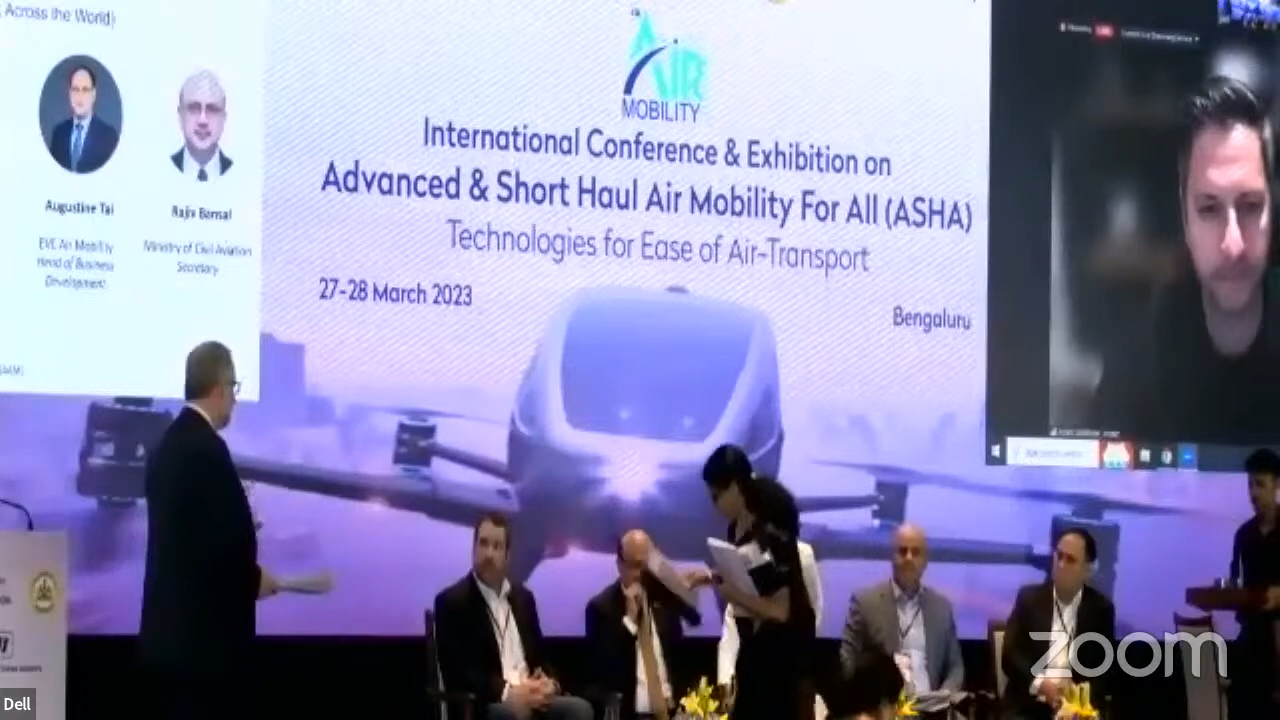 Across the World)
Augustine Tai
EVE Air Mobility
Head of Business
Development
Rajiv Bansal
Ministry of Civil Aviation
Secretary
AIR
MOBILITY
International Conference & Exhibition on
Advanced & Short Haul Air Mobility For All (ASHA)
Technologies for Ease of Air-Transport
27-28 March 2023
Bengaluru
zoom
Dell